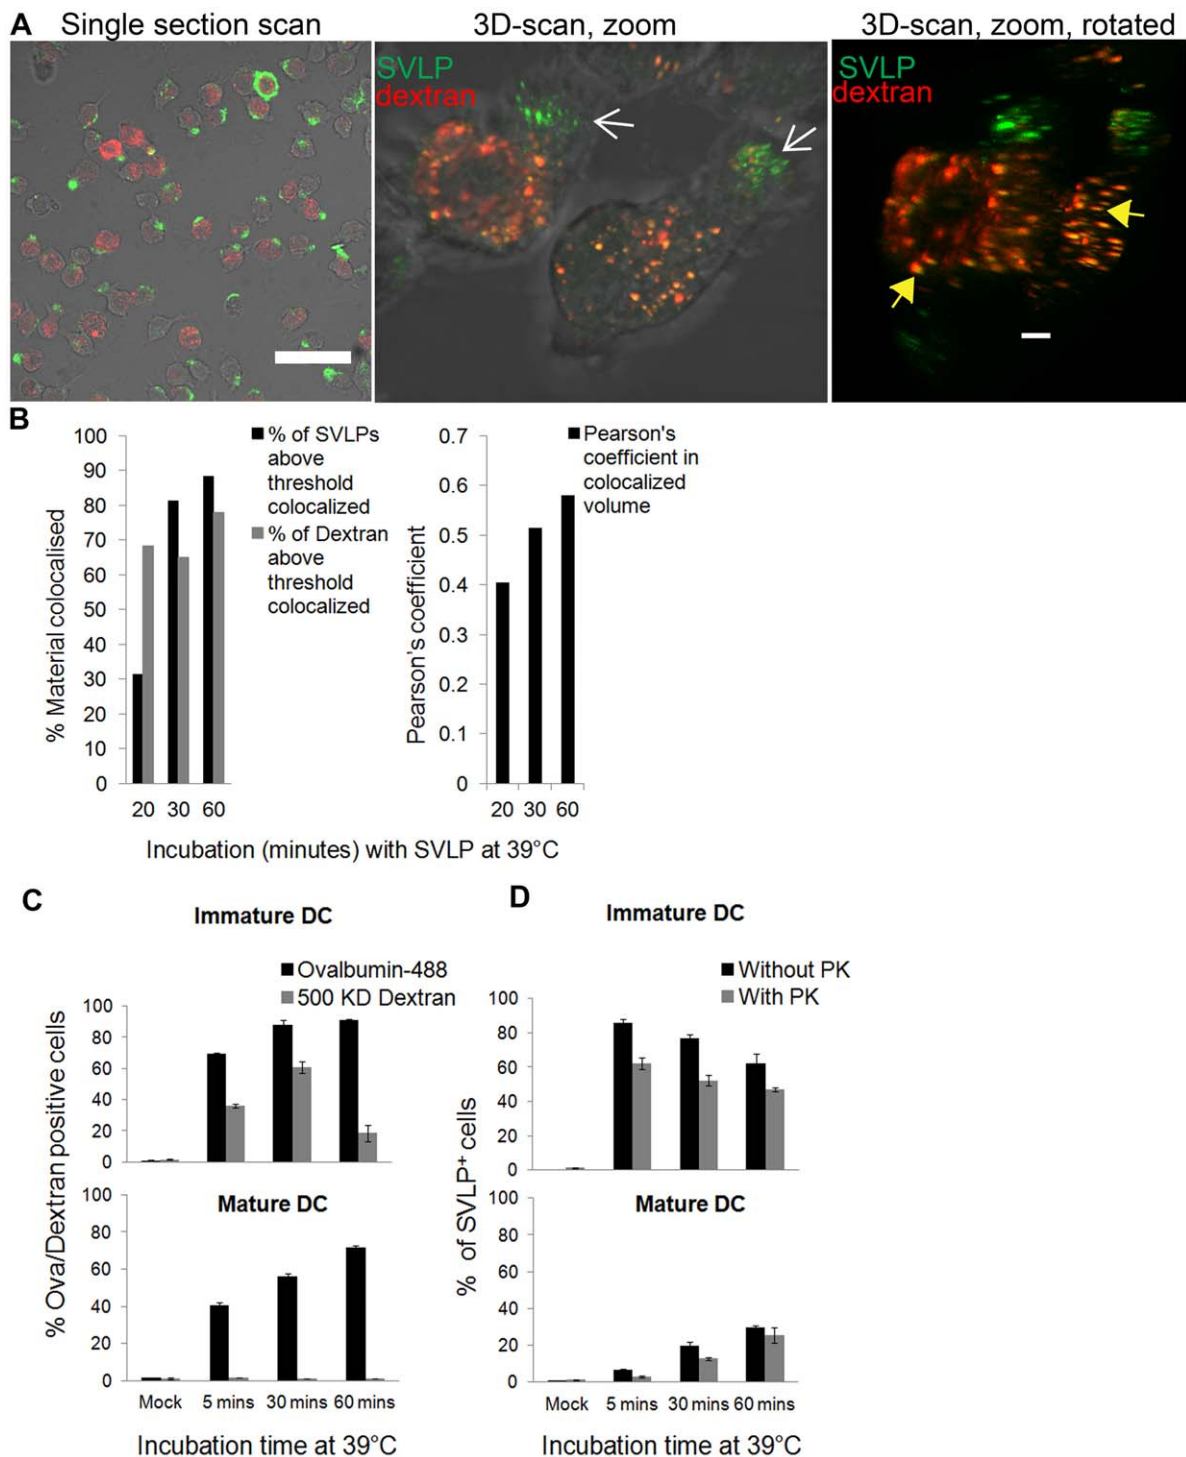 A
Single section scan
3D-scan, zoom
3D-scan, zoom, rotated
SVLP
dextran
SVLP
dextran
B
100
90
80
70
60
50
40
30
20
10
0
% Material colocalised
20 30 60
% of SVLPs
above
threshold
colocalized
% of Dextran
above
threshold
colocalized
0.7
0.6
0.5
0.4
0.3
0.2
0.1
0
Pearson's coefficient
20 30 60
Pearson's
coefficient in
colocalized
volume
Incubation (minutes) with SVLP at 39°C
C
Immature DC
Ovalbumin-488
500 KD Dextran
100
80
60
40
20
0
% Ova/Dextran positive cells
Mature DC
100
80
60
40
20
0
Mock 5 mins 30 mins 60 mins
Incubation time at 39°C
D
Immature DC
Without PK
With PK
100
80
60
40
20
0
% of SVLP⁺ cells
Mature DC
100
80
60
40
20
0
Mock 5 mins 30 mins 60 mins
Incubation time at 39°C